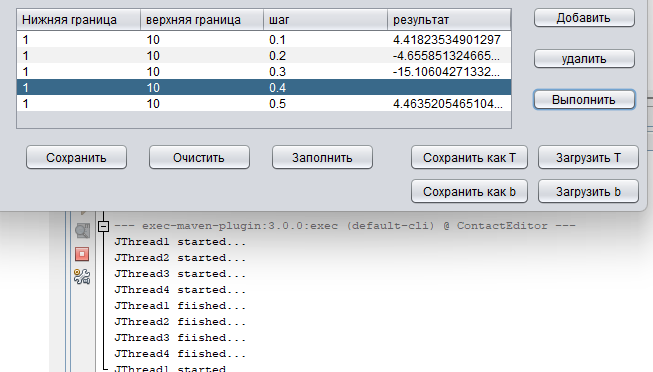 Нижняя граница верхняя граница шаг результат
1 10 0.1 4.41823534901297
1 10 0.2 -4.655851324665...
1 10 0.3 -15.10604271332...
1 10 0.4
1 10 0.5 4.4635205465104...
Добавить
удалить
Выполнить
Сохранить Очистить Заполнить Сохранить как Т Загрузить Т
Сохранить как b Загрузить b
--- exec-maven-plugin:3.0.0:exec (default-cli) @ ContactEditor ---
JThread1 started...
JThread2 started...
JThread3 started...
JThread4 started...
JThread1 fiished...
JThread2 fiished...
JThread3 fiished...
JThread4 fiished...
JThread1 started